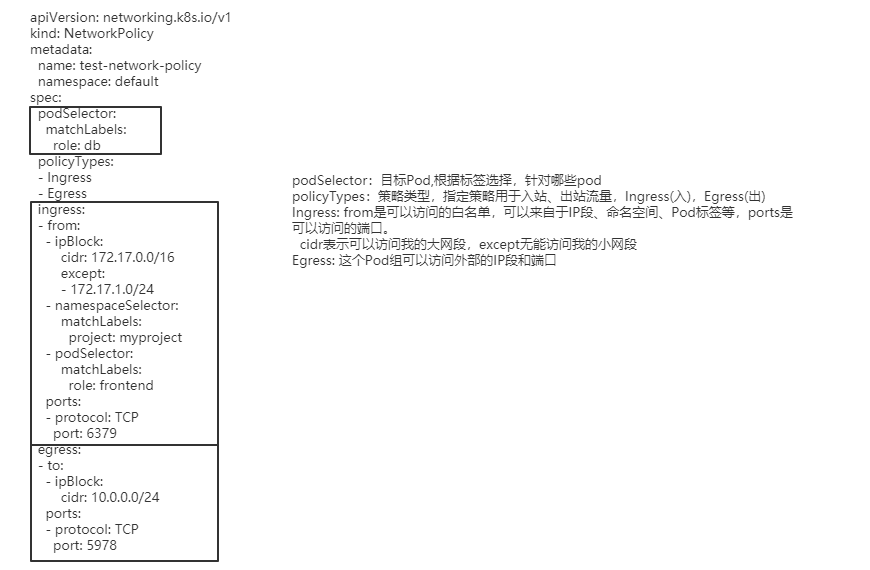 apiVersion: networking.k8s.io/v1
kind: NetworkPolicy
metadata:
  name: test-network-policy
  namespace: default
spec:
  podSelector:
    matchLabels:
      role: db
  policyTypes:
  - Ingress
  - Egress
  ingress:
  - from:
    - ipBlock:
        cidr: 172.17.0.0/16
        except:
        - 172.17.1.0/24
    - namespaceSelector:
        matchLabels:
          project: myproject
    - podSelector:
        matchLabels:
          role: frontend
    ports:
    - protocol: TCP
      port: 6379
  egress:
  - to:
    - ipBlock:
        cidr: 10.0.0.0/24
    ports:
    - protocol: TCP
      port: 5978
podSelector：目标Pod,根据标签选择，针对哪些pod
policyTypes：策略类型，指定策略用于入站、出站流量，Ingress(入)，Egress(出)
Ingress: from是可以访问的白名单，可以来自于IP段、命名空间、Pod标签等，ports是
可以访问的端口。
  cidr表示可以访问我的大网段，except无能访问我的小网段
Egress: 这个Pod组可以访问外部的IP段和端口